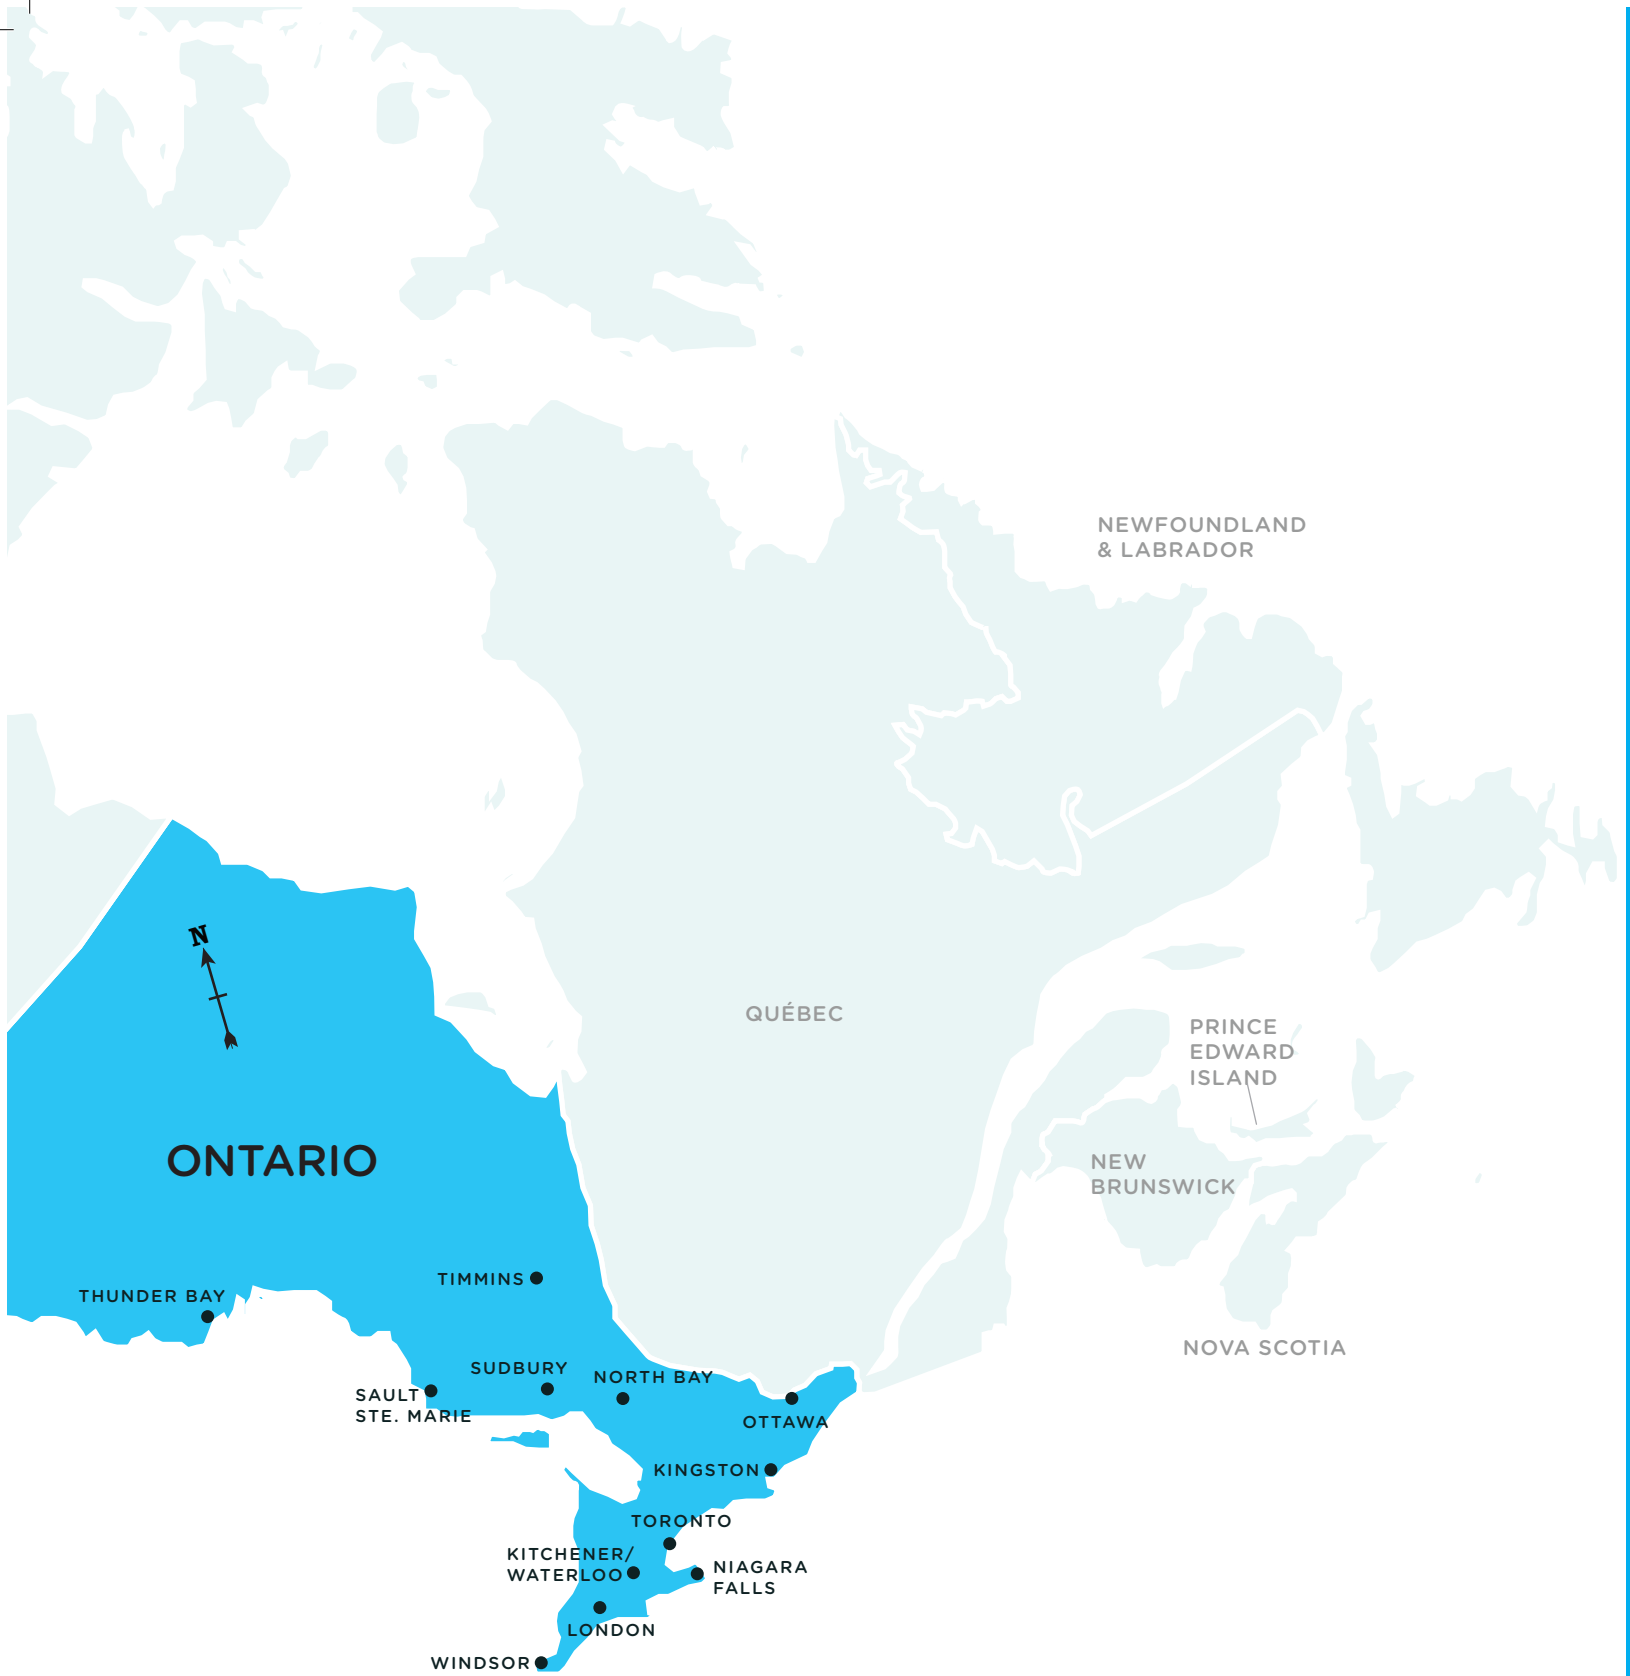 NEWFOUNDLAND
& LABRADOR
N
QUÉBEC
PRINCE
EDWARD
ISLAND
ONTARIO
NEW
BRUNSWICK
TIMMINS
THUNDER BAY
NOVA SCOTIA
SUDBURY
NORTH BAY
SAULT
STE. MARIE
OTTAWA
KINGSTON
TORONTO
KITCHENER/
WATERLOO
NIAGARA
FALLS
LONDON
WINDSOR